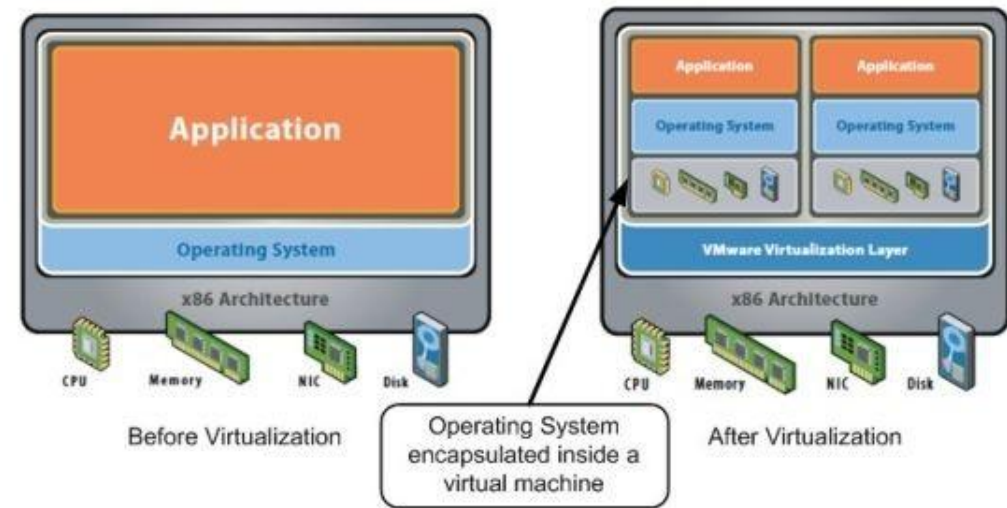 Application
Operating System
x86 Architecture
CPU
Memory
NIC
Disk
Before Virtualization
Application
Application
Operating System
Operating System
VMware Virtualization Layer
x86 Architecture
CPU
Memory
NIC
Disk
After Virtualization
Operating System
encapsulated inside a
virtual machine